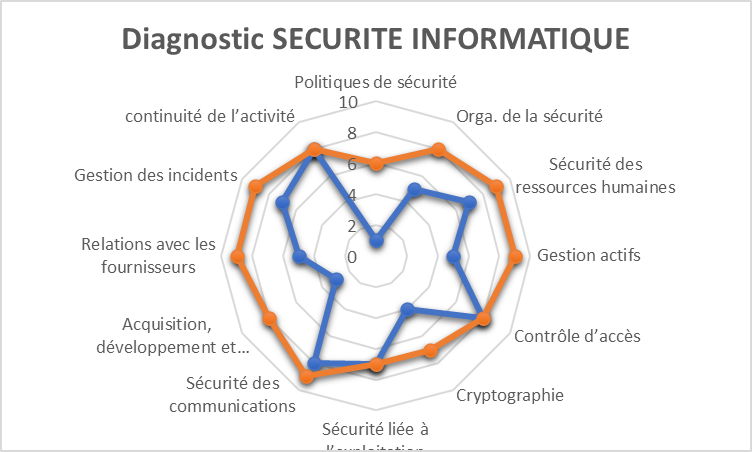 Diagnostic SECURITE INFORMATIQUE
Politiques de sécurité
10
continuité de l'activité
Orga. de la sécurité
8
6
Gestion des incidents
Sécurité des
ressources humaines
4
2
Relations avec les
fournisseurs
0
Gestion actifs
Acquisition,
développement et...
Contrôle d'accès
Sécurité des
communications
Cryptographie
Sécurité liée à
l'exploitation